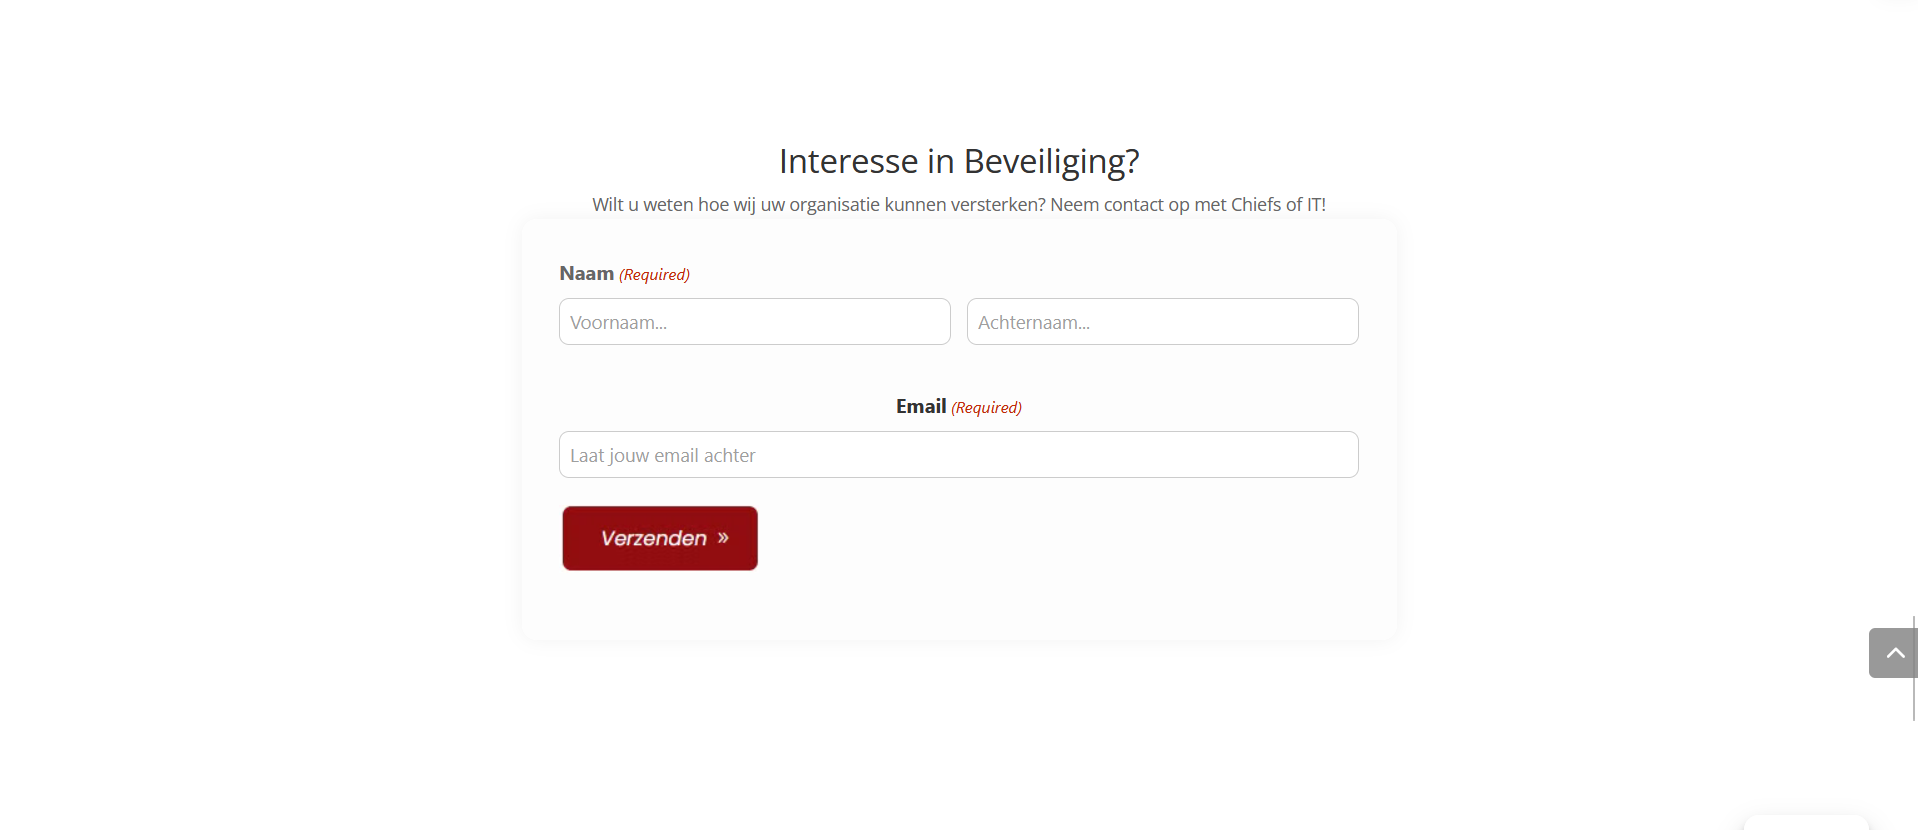 Interesse in Beveiliging?
Wilt u weten hoe wij uw organisatie kunnen versterken? Neem contact op met Chiefs of IT!
Naam (Required)
Voornaam...
Achternaam...
Email (Required)
Laat jouw email achter
Verzenden »